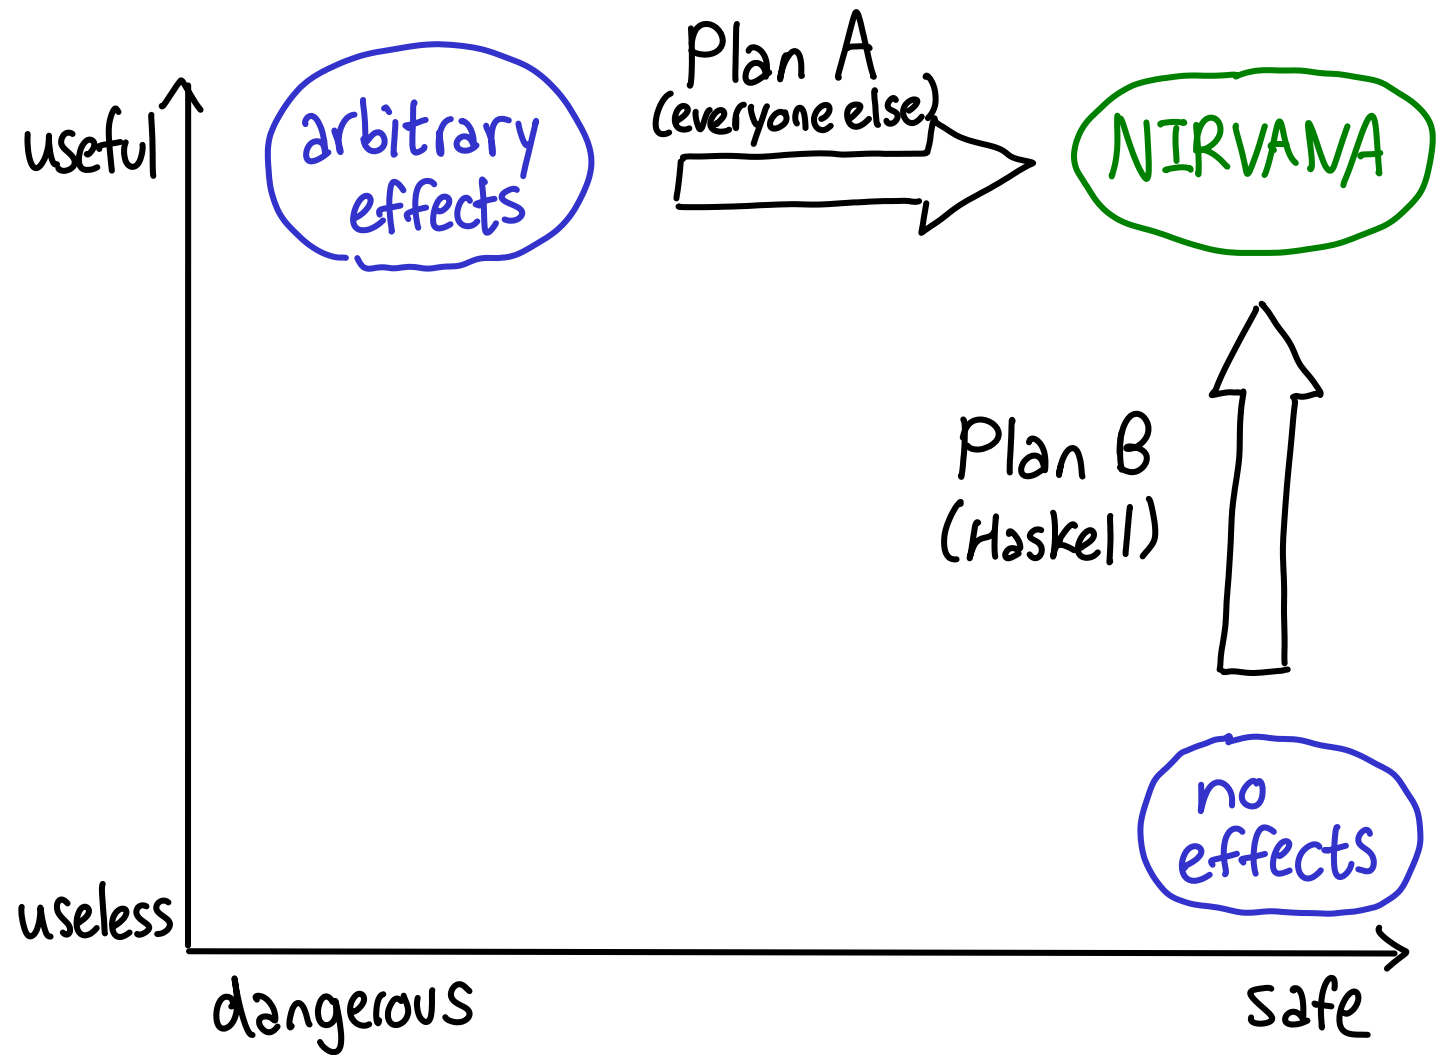 Plan A
(everyone else)
useful
arbitrary
effects
NIRVANA
Plan B
(Haskell)
no
effects
useless
dangerous
safe